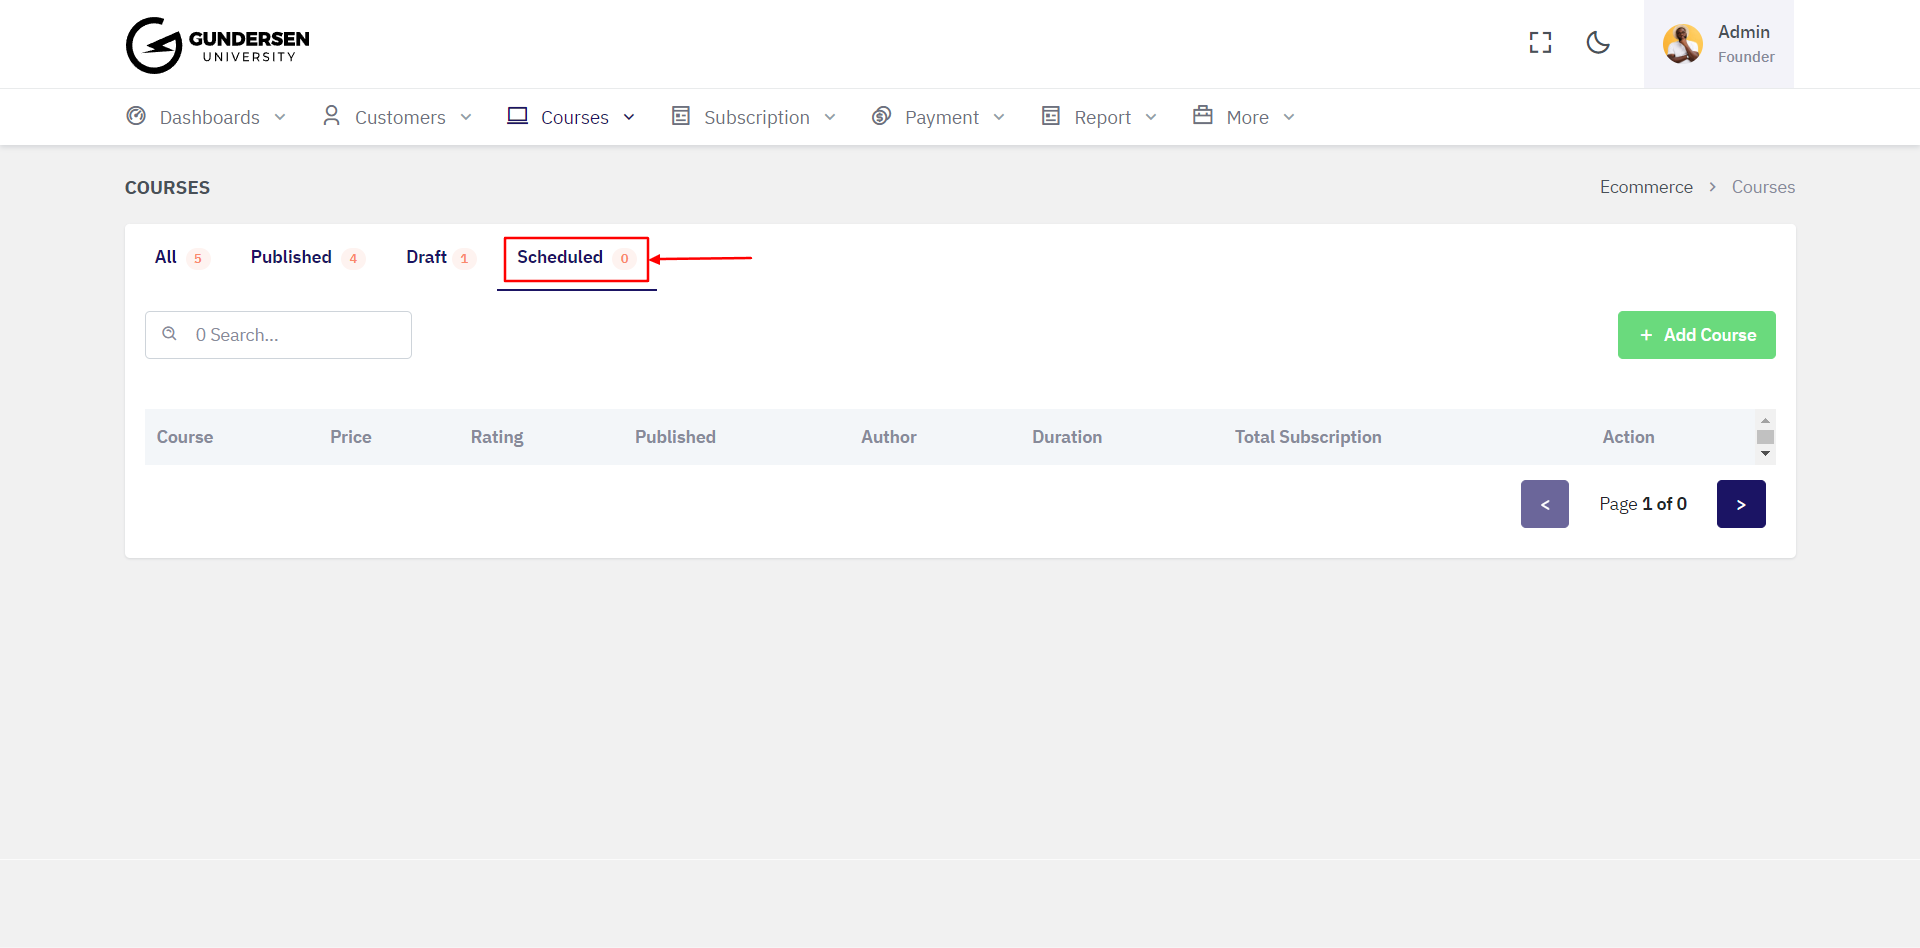 GUNDERSEN
UNIVERSITY
Admin
Founder
Dashboards Customers Courses Subscription Payment Report More
COURSES
Ecommerce > Courses
All 5 Published 4 Draft 1 Scheduled 0
0 Search...
+ Add Course
Course Price Rating Published Author Duration Total Subscription Action
< Page 1 of 0 >